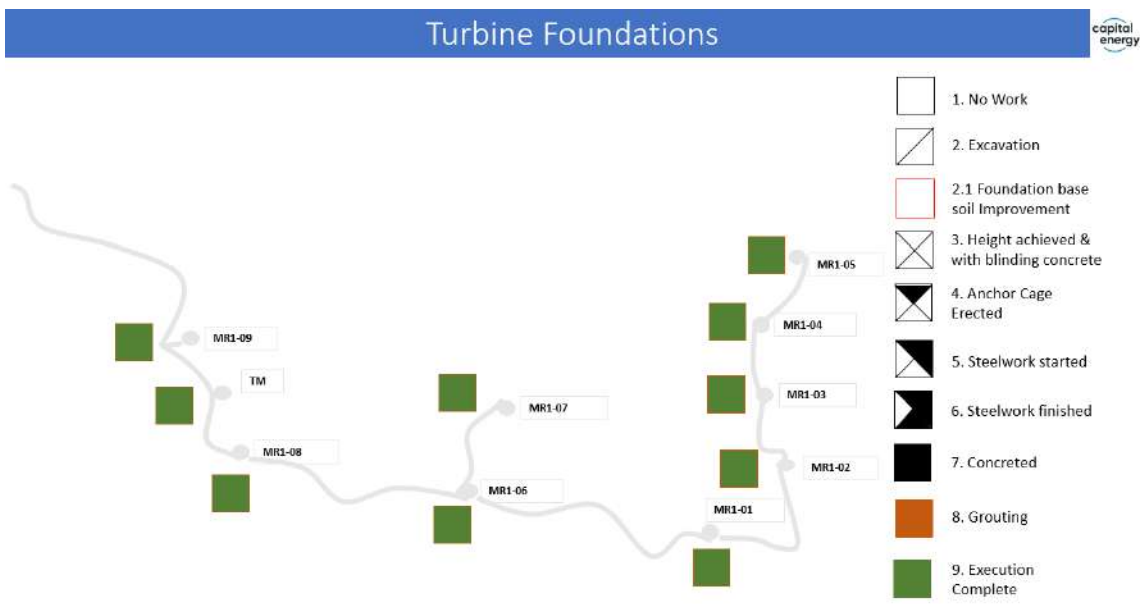 Turbine Foundations
capital
energy
1. No Work
2. Excavation
2.1 Foundation base
soil Improvement
3. Height achieved &
with blinding concrete
4. Anchor Cage
Erected
5. Steelwork started
6. Steelwork finished
7. Concreted
8. Grouting
9. Execution
Complete
MR1-05
MR1-04
MR1-09
TM
MR1-03
MR1-07
MR1-08
MR1-02
MR1-06
MR1-01